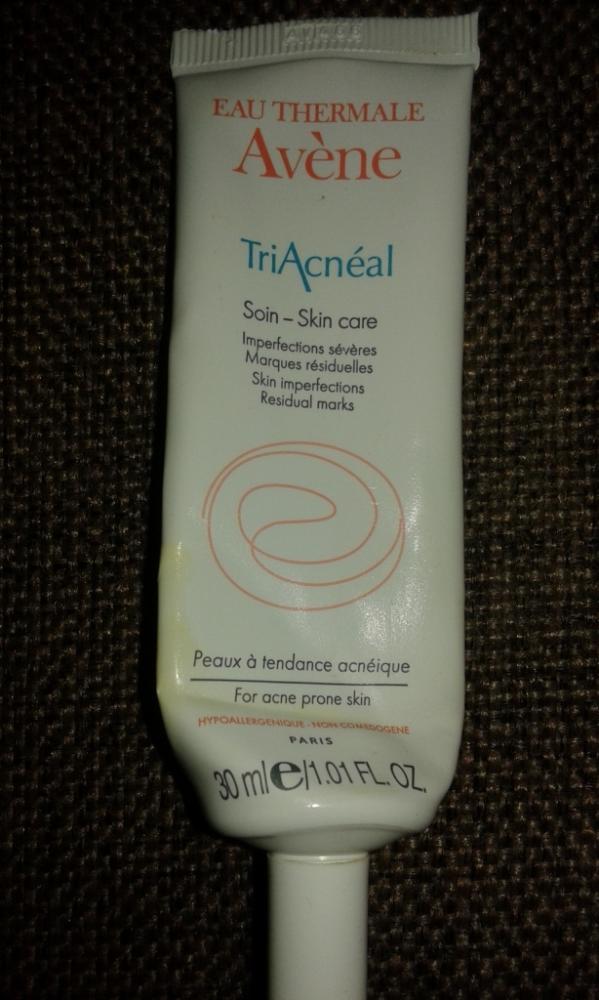 EAU THERMALE
Avène
TriAcnéal
Soin – Skin care
Imperfections sévères
Marques résiduelles
Skin imperfections
Residual marks
Peaux à tendance acnéique
For acne prone skin
HYPOALLERGENIQUE - NON COMEDOGENE
PARIS
30 ml e/1.01 FL. OZ.